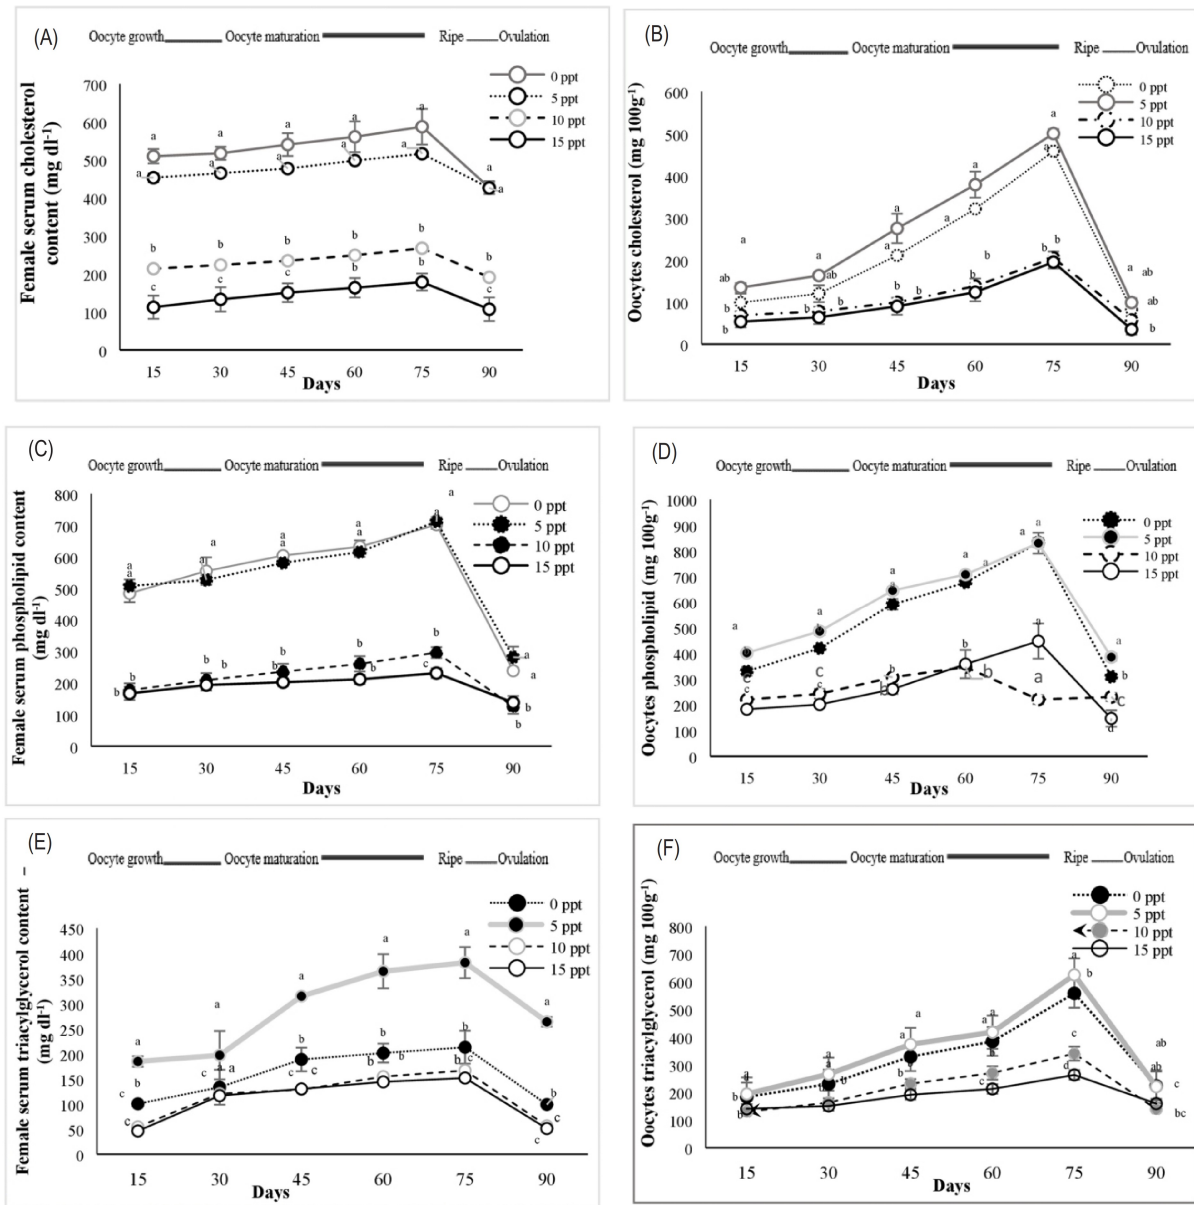 (A)
Oocyte growth
Oocyte maturation
Ripe
Ovulation
0 ppt
5 ppt
10 ppt
15 ppt
Female serum cholesterol
content (mg dl-1)
700
600
500
400
300
200
100
0
15 30 45 60 75 90
Days
a a a a a a
a a a a a a
b b b b b b
c c c b b c
(B)
Oocyte growth
Oocyte maturation
Ripe
Ovulation
0 ppt
5 ppt
10 ppt
15 ppt
Oocytes cholesterol (mg 100g-1)
600
500
400
300
200
100
0
15 30 45 60 75 90
Days
a a a a a a ab
ab ab a a a ab
b b b b b b
b b b b b b
(C)
Oocyte growth
Oocyte maturation
Ripe
Ovulation
0 ppt
5 ppt
10 ppt
15 ppt
Female serum phospholipid content
(mg dl-1)
800
700
600
500
400
300
200
100
0
15 30 45 60 75 90
Days
a a a a a a
a a a a a a
b b b b b b
b b b b c b
(D)
Oocyte growth
Oocyte maturation
Ripe
Ovulation
0 ppt
5 ppt
10 ppt
15 ppt
Oocytes phospholipid (mg 100g-1)
1000
900
800
700
600
500
400
300
200
100
0
15 30 45 60 75 90
Days
a a a a a a
a a a b
c c b b a c
c c b b a d
(E)
Oocyte growth
Oocyte maturation
Ripe
Ovulation
0 ppt
5 ppt
10 ppt
15 ppt
Female serum triacylglycerol content –
(mg dl-1)
450
400
350
300
250
200
150
100
50
0
15 30 45 60 75 90
Days
a a a a a a
b a b b b b
c a c b b c
c c c b c c
(F)
Oocyte growth
Oocyte maturation
Ripe
Ovulation
0 ppt
5 ppt
10 ppt
15 ppt
Oocytes triacylglycerol (mg 100g-1)
800
700
600
500
400
300
200
100
0
15 30 45 60 75 90
Days
a a a a a ab
a a a b ab
b b b b c c
b b c d bc